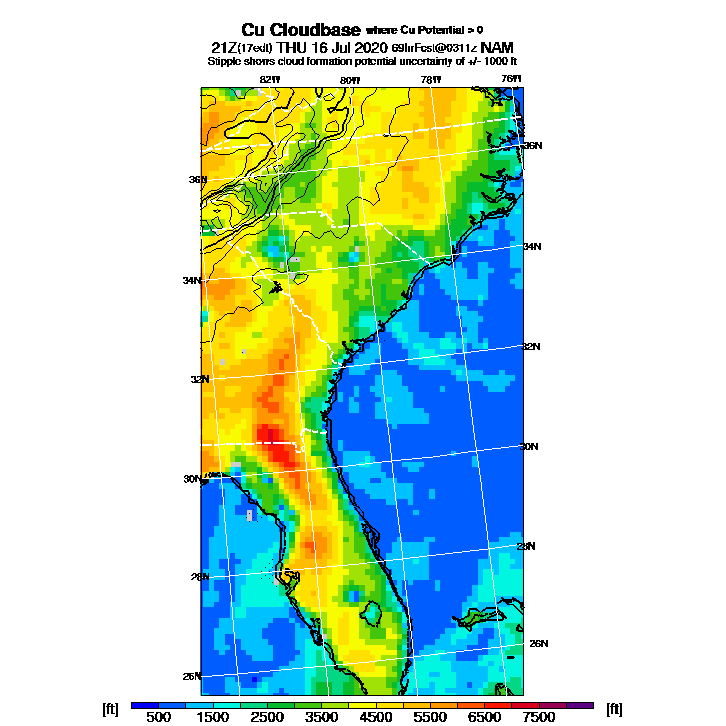 Cu Cloudbase where Cu Potential > 0
21Z(17edt) THU 16 Jul 2020 69hrFcst@0311z NAM
Stipple shows cloud formation potential uncertainty of +/- 1000 ft
82W 80W 78W 76W
36N
36N
34N
34N
32N
32N
30N
30N
28N
28N
26N
26N
[ft] 500 1500 2500 3500 4500 5500 6500 7500 [ft]